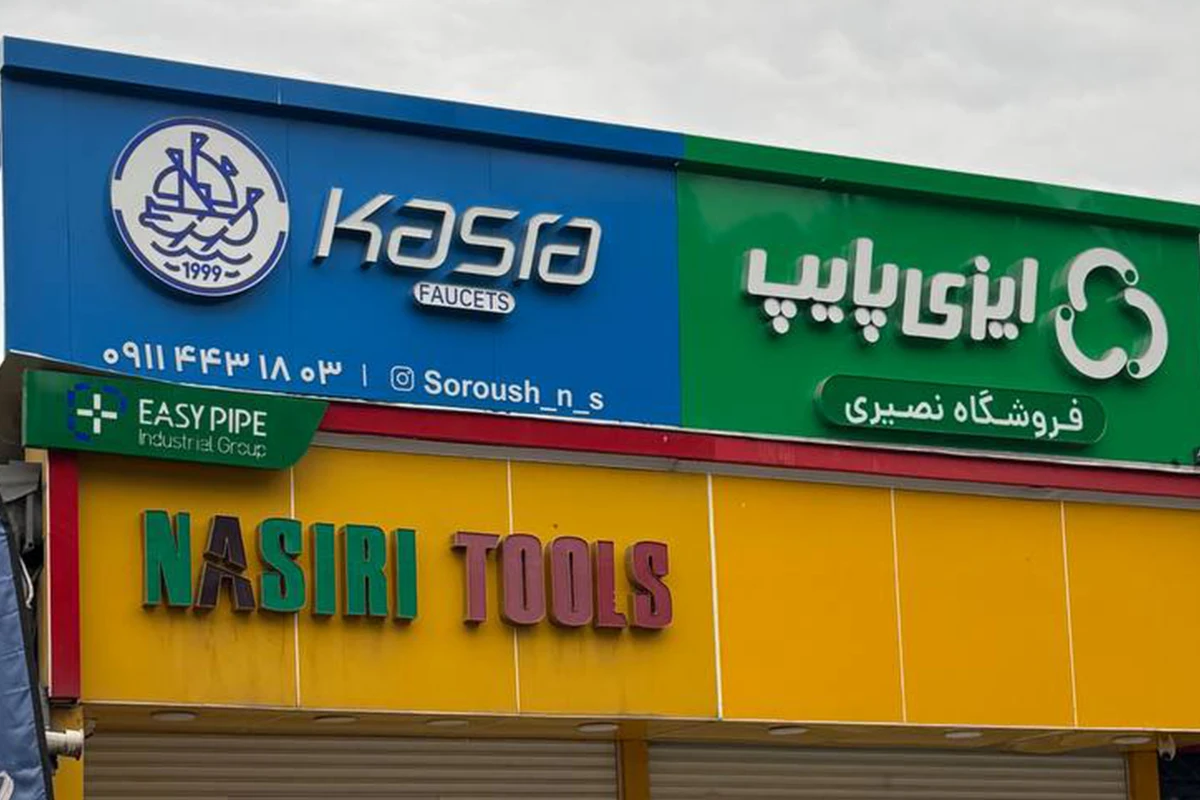 1999
Kasra
FAUCETS
۰۹۱۱ ۴۴۳ ۱۸ ۰۳ | Soroush_n_s
ایزی پایپ
فروشگاه نصیری
EASY PIPE
Industrial Group
NASIRI TOOLS